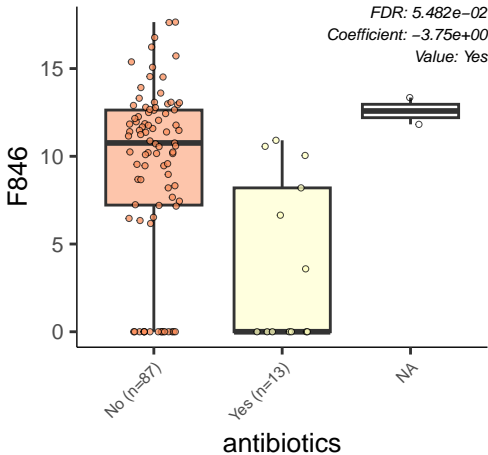 FDR: 5.482e−02
Coefficient: −3.75e+00
Value: Yes
F846
15
10
5
0
No (n=87)
Yes (n=13)
NA
antibiotics